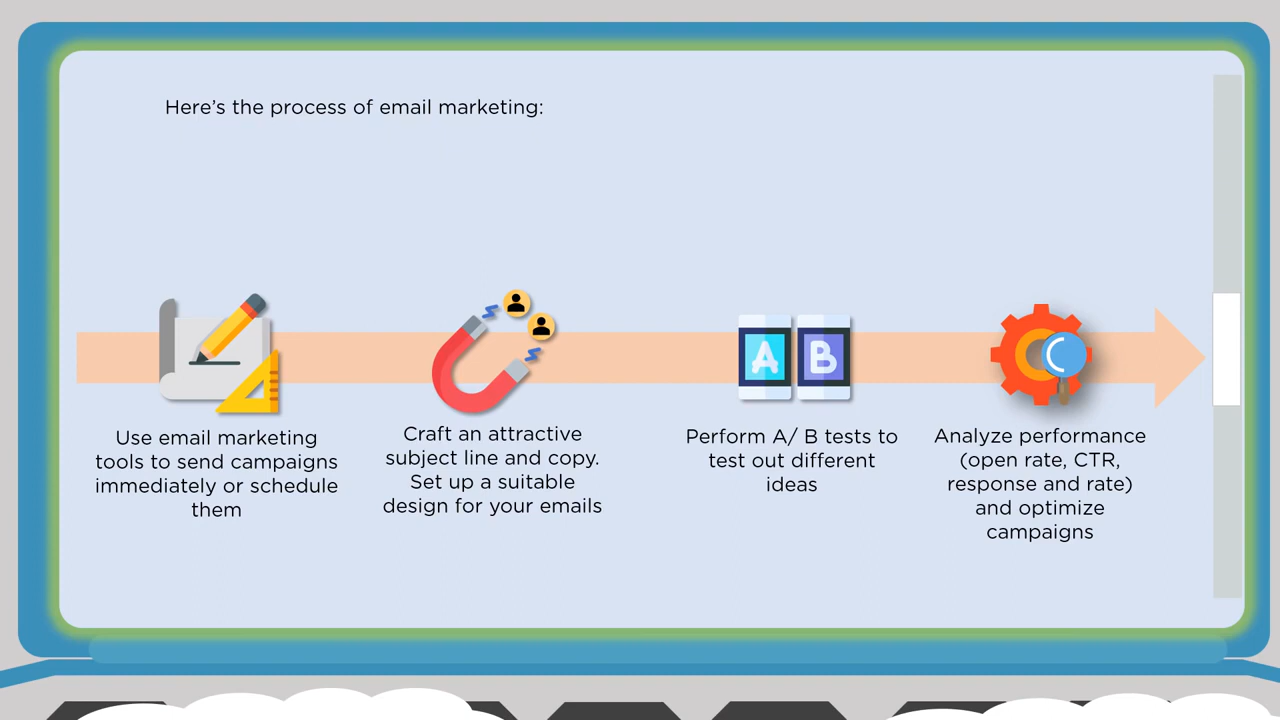 Here’s the process of email marketing:
A B
Use email marketing
tools to send campaigns
immediately or schedule
them
Craft an attractive
subject line and copy.
Set up a suitable
design for your emails
Perform A/ B tests to
test out different
ideas
Analyze performance
(open rate, CTR,
response and rate)
and optimize
campaigns